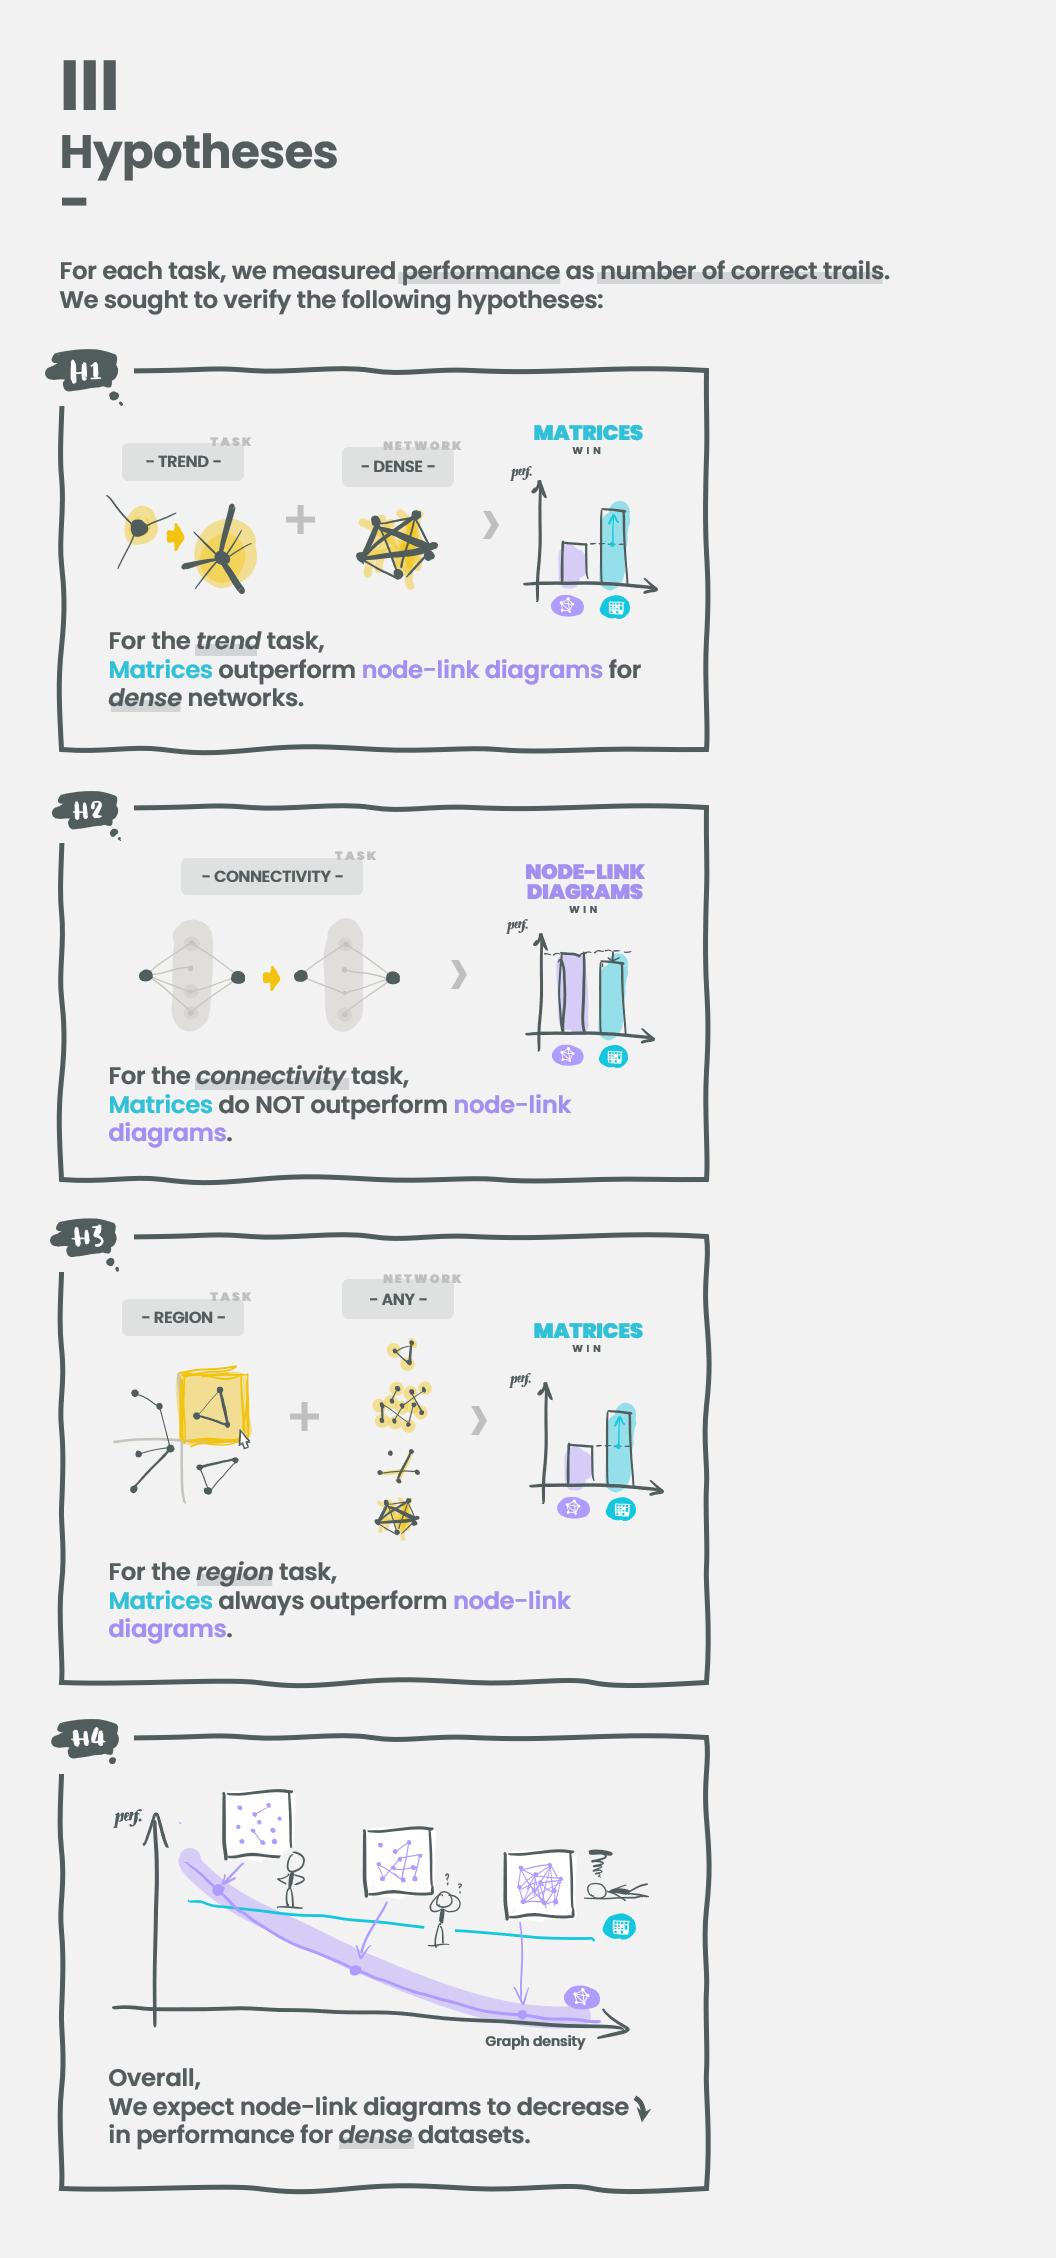 III
Hypotheses
-
For each task, we measured performance as number of correct trails.
We sought to verify the following hypotheses:
H1
TASK
- TREND -
NETWORK
- DENSE -
MATRICES
WIN
perf.
For the trend task,
Matrices outperform node-link diagrams for
dense networks.
H2
TASK
- CONNECTIVITY -
NODE-LINK
DIAGRAMS
WIN
perf.
For the connectivity task,
Matrices do NOT outperform node-link
diagrams.
H3
TASK
- REGION -
NETWORK
- ANY -
MATRICES
WIN
perf.
For the region task,
Matrices always outperform node-link
diagrams.
H4
perf.
? ?
Graph density
Overall,
We expect node-link diagrams to decrease
in performance for dense datasets.